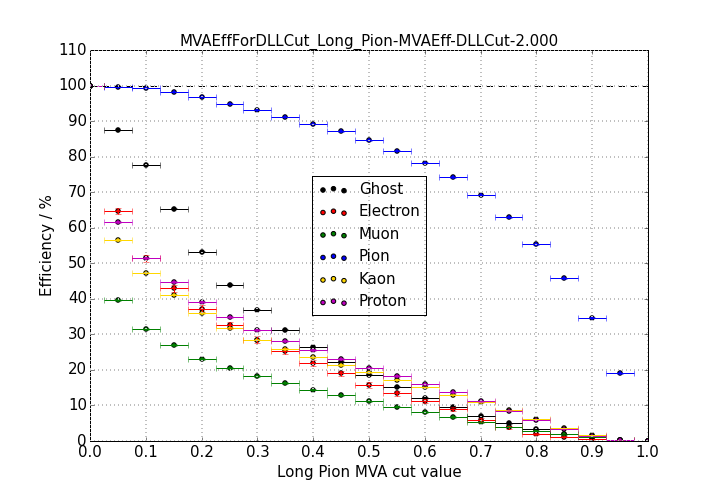 MVAEffForDLLCut_Long_Pion-MVAEff-DLLCut-2.000
110
100
90
80
70
60
50
40
30
20
10
0
Efficiency / %
Ghost
Electron
Muon
Pion
Kaon
Proton
0.0 0.1 0.2 0.3 0.4 0.5 0.6 0.7 0.8 0.9 1.0
Long Pion MVA cut value